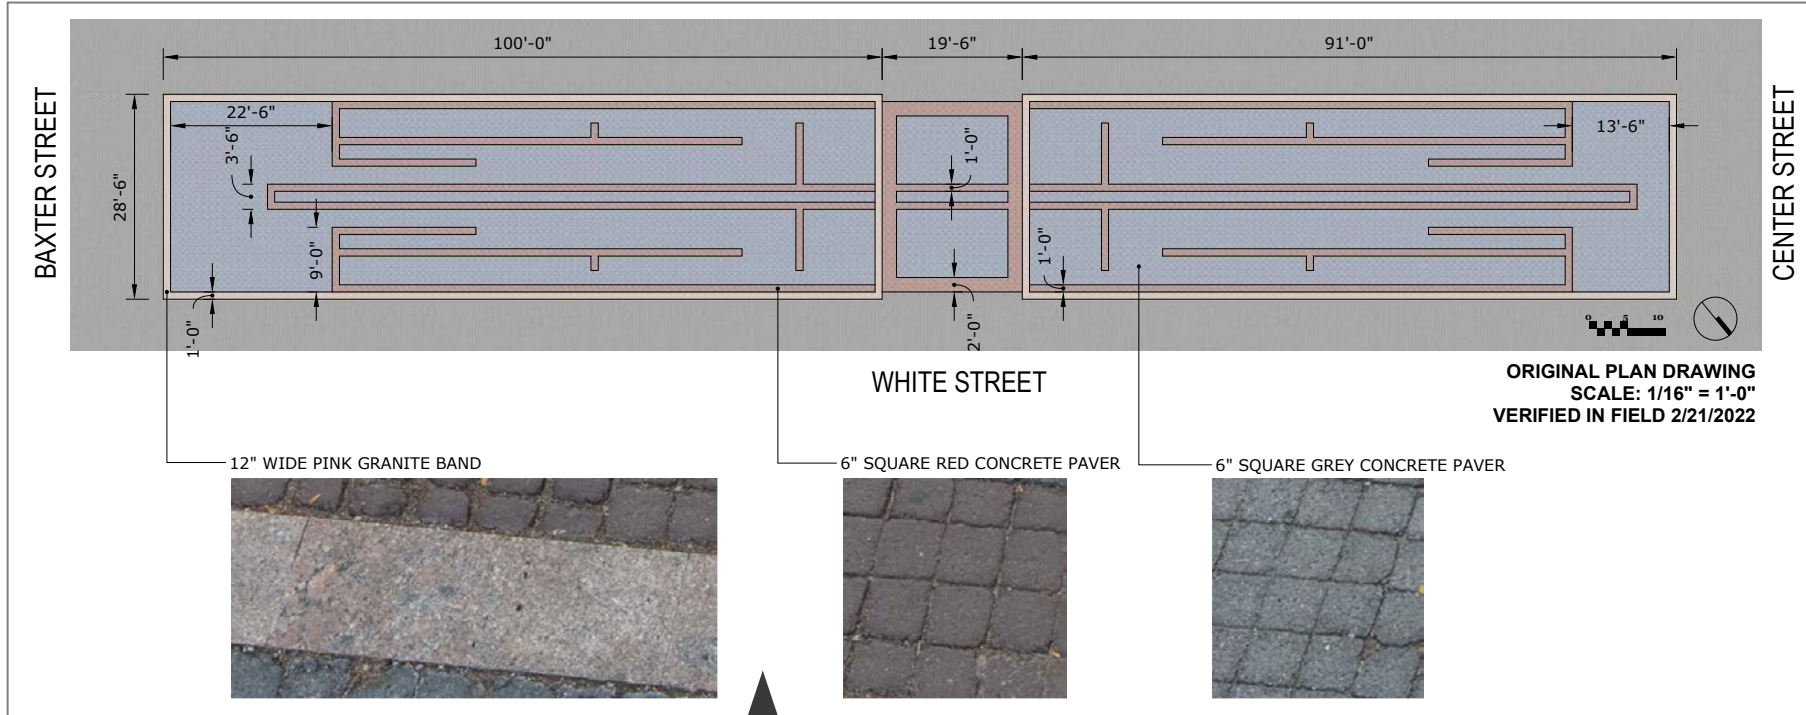 100'-0"
19'-6"
91'-0"
BAXTER STREET
28'-6"
22'-6"
3'-6"
9'-0"
1'-0"
1'-0"
2'-0"
1'-0"
13'-6"
CENTER STREET
0 5 10
WHITE STREET
ORIGINAL PLAN DRAWING
SCALE: 1/16" = 1'-0"
VERIFIED IN FIELD 2/21/2022
12" WIDE PINK GRANITE BAND
6" SQUARE RED CONCRETE PAVER
6" SQUARE GREY CONCRETE PAVER